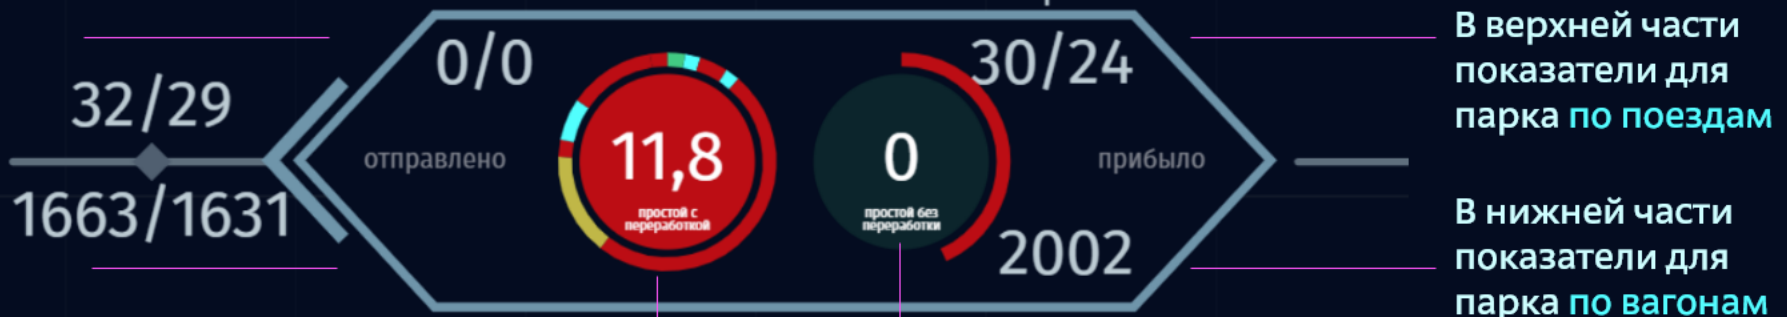 32/29
1663/1631
0/0
отправлено
11,8
простой с
переработкой
0
простой без
переработки
30/24
прибыло
2002
В верхней части
показатели для
парка по поездам
В нижней части
показатели для
парка по вагонам